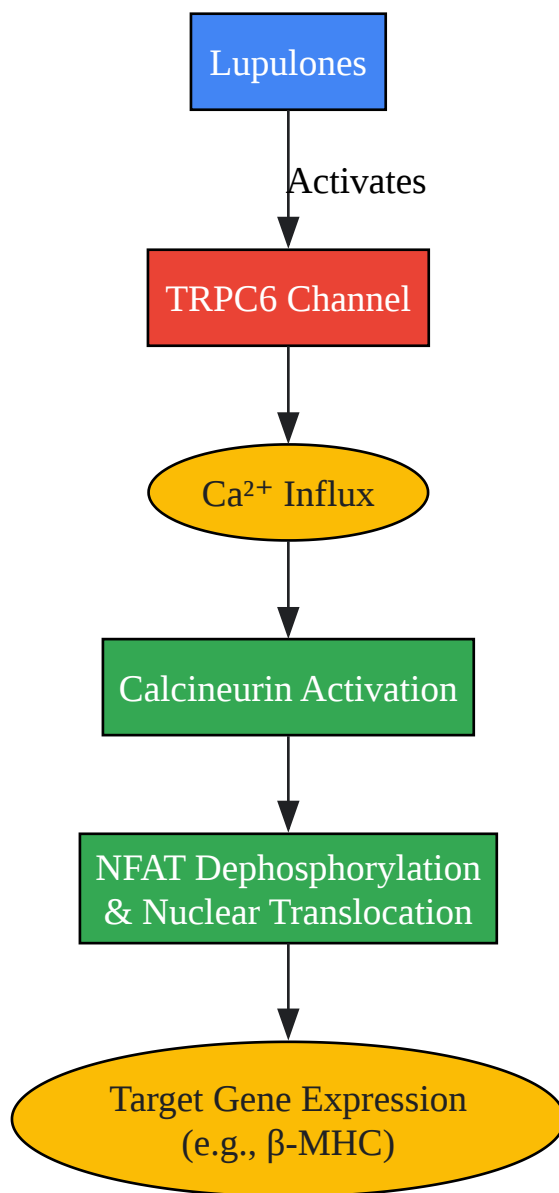 Lupulones
Activates
TRPC6 Channel
Ca²⁺ Influx
Calcineurin Activation
NFAT Dephosphorylation
& Nuclear Translocation
Target Gene Expression
(e.g., β-MHC)